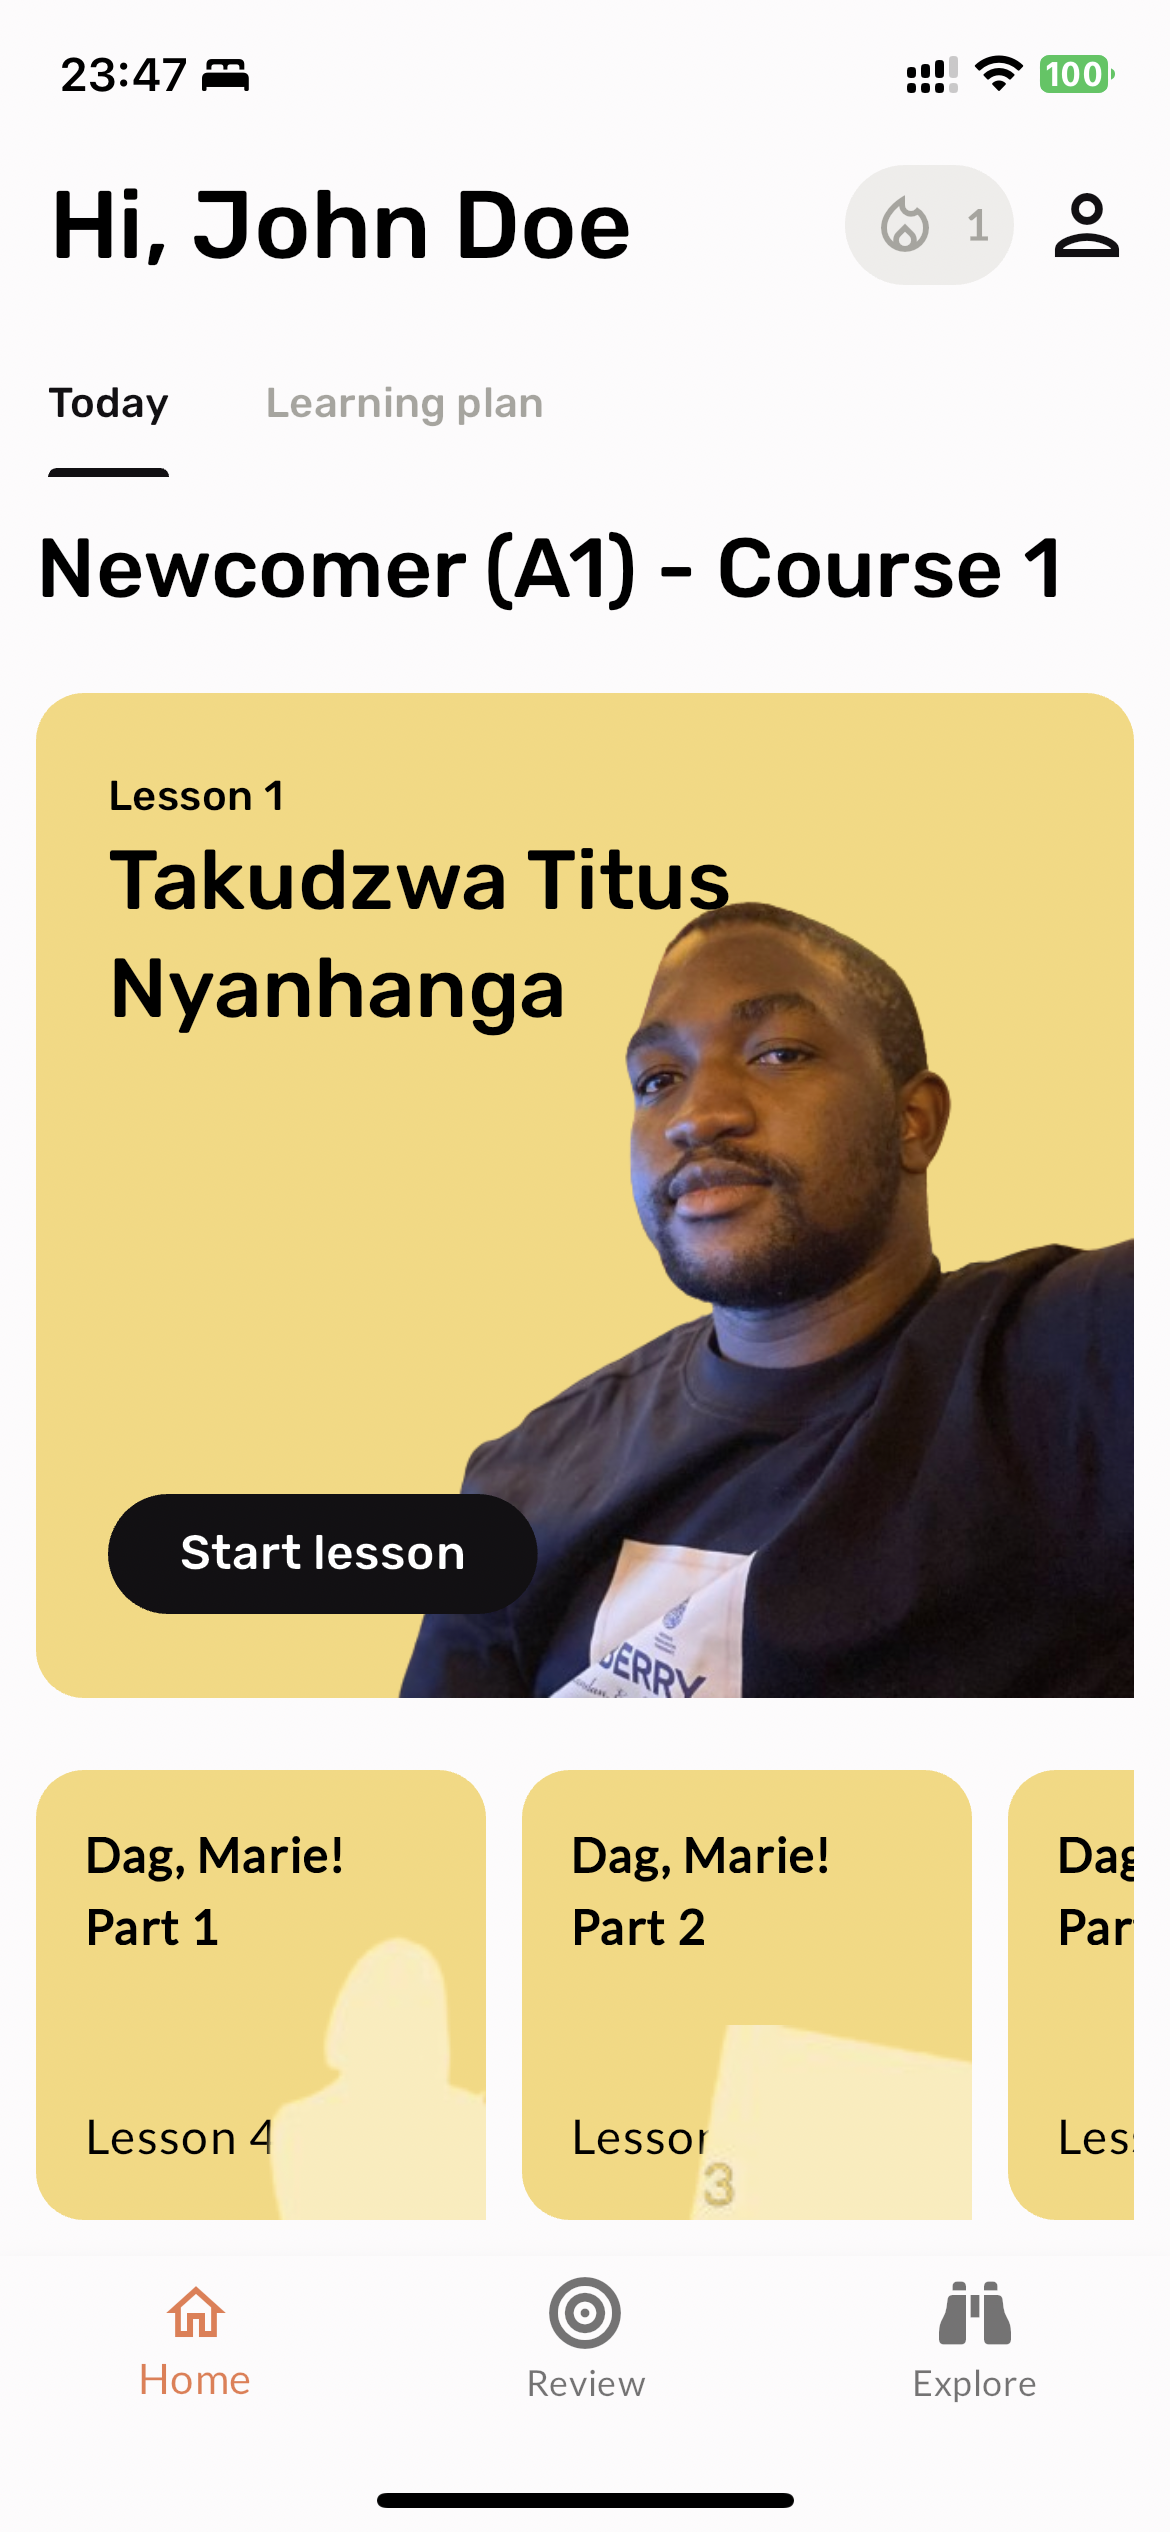 23:47
100
Hi, John Doe
1
Today
Learning plan
Newcomer (A1) - Course 1
Lesson 1
Takudzwa Titus
Nyanhanga
Start lesson
BERRY
Dag, Marie!
Part 1
Lesson 4
Dag, Marie!
Part 2
Lesson
3
Dag
Par
Les
Home
Review
Explore